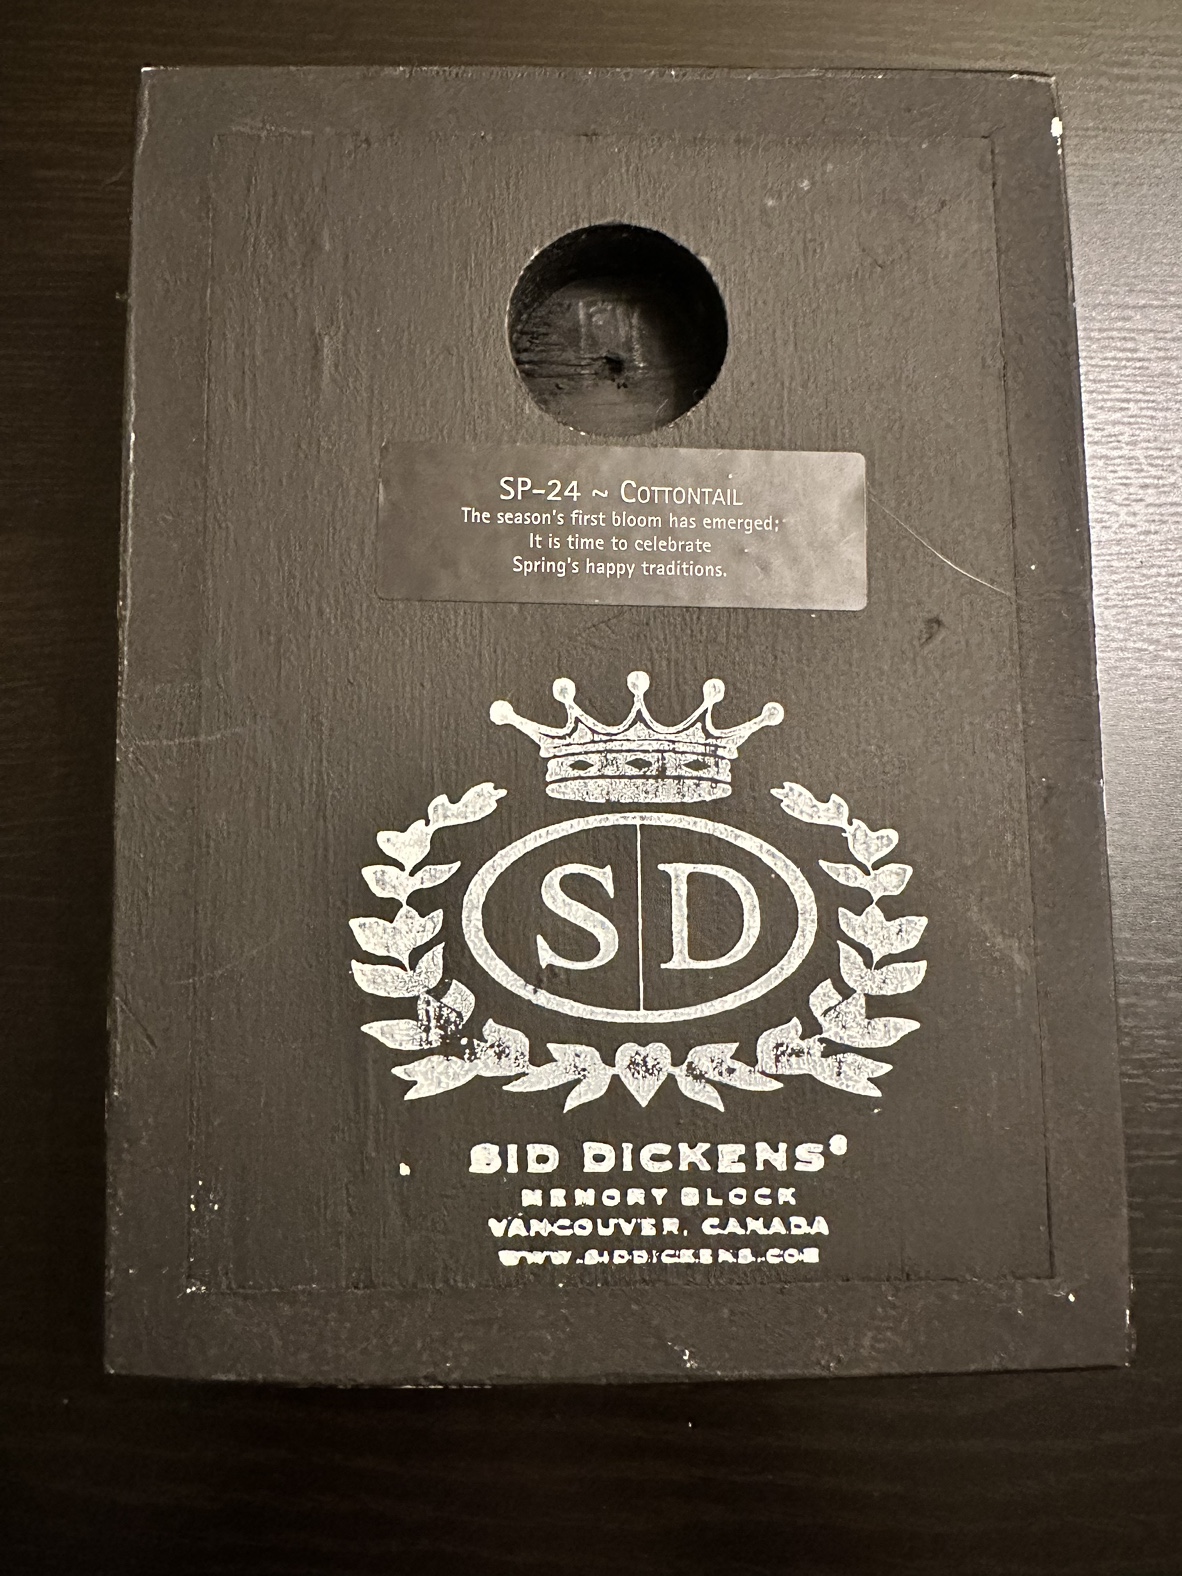 SP-24 ~ COTTONTAIL
The season's first bloom has emerged;
It is time to celebrate
Spring's happy traditions.
S D
SID DICKENS®
MEMORY BLOCK
VANCOUVER, CANADA
WWW.SIDDICKENS.COM